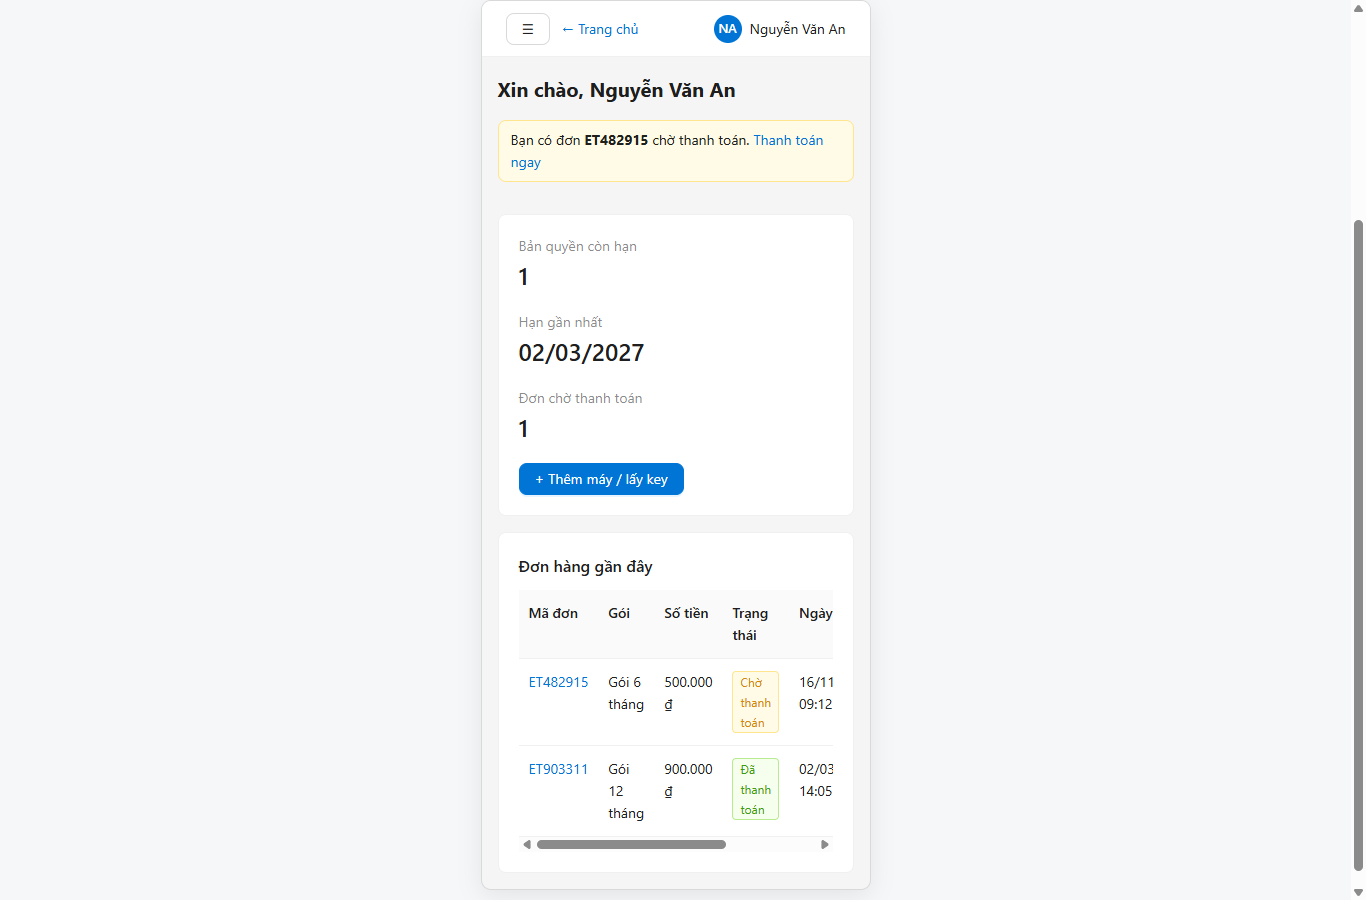 ☰ ← Trang chủ NA Nguyễn Văn An
Xin chào, Nguyễn Văn An
Bạn có đơn ET482915 chờ thanh toán. Thanh toán
ngay
Bản quyền còn hạn
1
Hạn gần nhất
02/03/2027
Đơn chờ thanh toán
1
+ Thêm máy / lấy key
Đơn hàng gần đây
Mã đơn Gói Số tiền Trạng Ngày
thái
ET482915 Gói 6 500.000 Chờ 16/11
tháng ₫ thanh 09:12
toán
ET903311 Gói 900.000 Đã 02/03
12 ₫ thanh 14:05
tháng toán